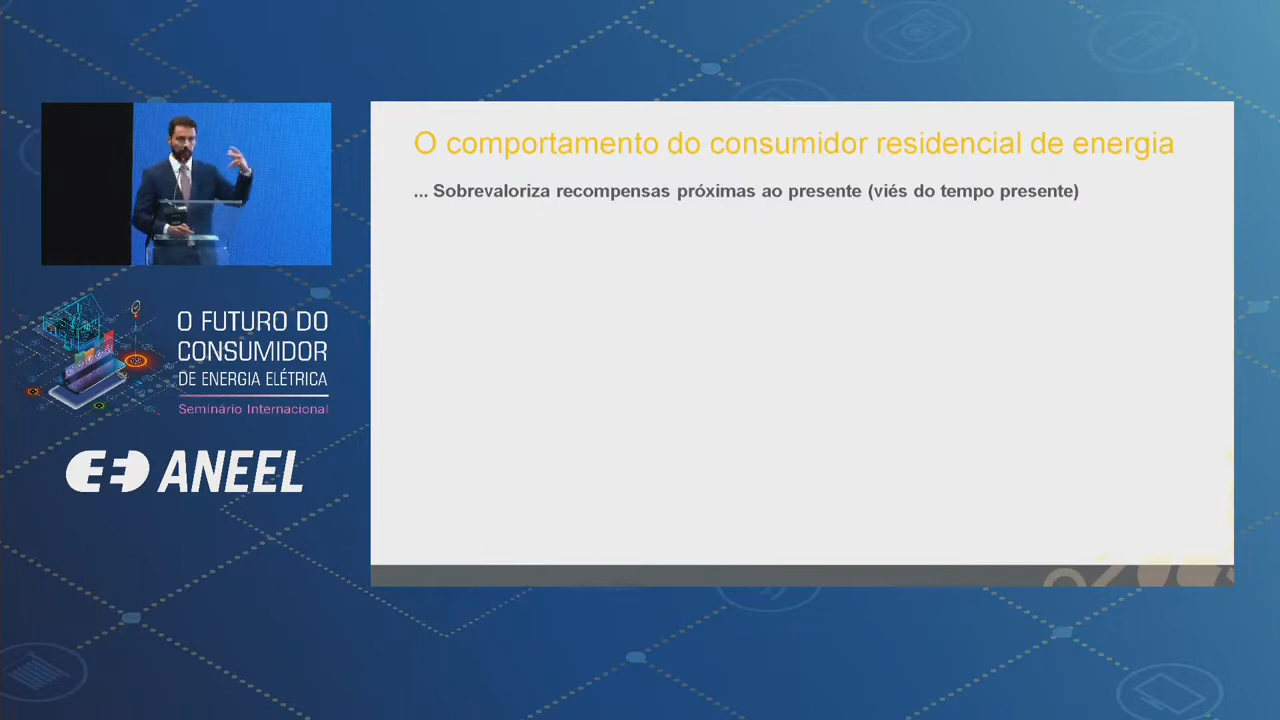 O comportamento do consumidor residencial de energia
... Sobrevaloriza recompensas próximas ao presente (viés do tempo presente)
O FUTURO DO
CONSUMIDOR
DE ENERGIA ELÉTRICA
Seminário Internacional
ANEEL